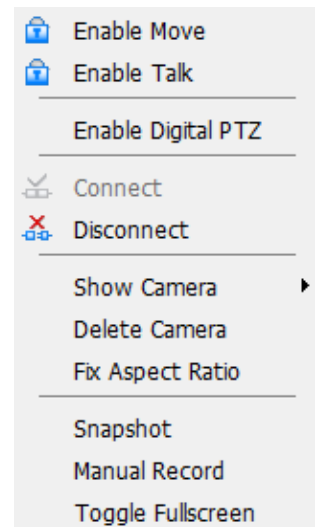 Enable Move
Enable Talk
Enable Digital PTZ
Connect
Disconnect
Show Camera
Delete Camera
Fix Aspect Ratio
Snapshot
Manual Record
Toggle Fullscreen